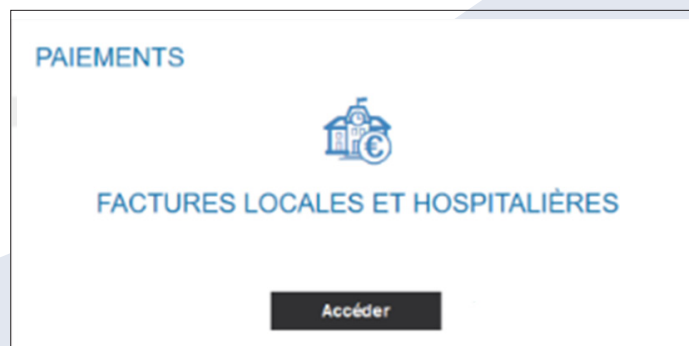 PAIEMENTS
€
FACTURES LOCALES ET HOSPITALIÈRES
Accéder